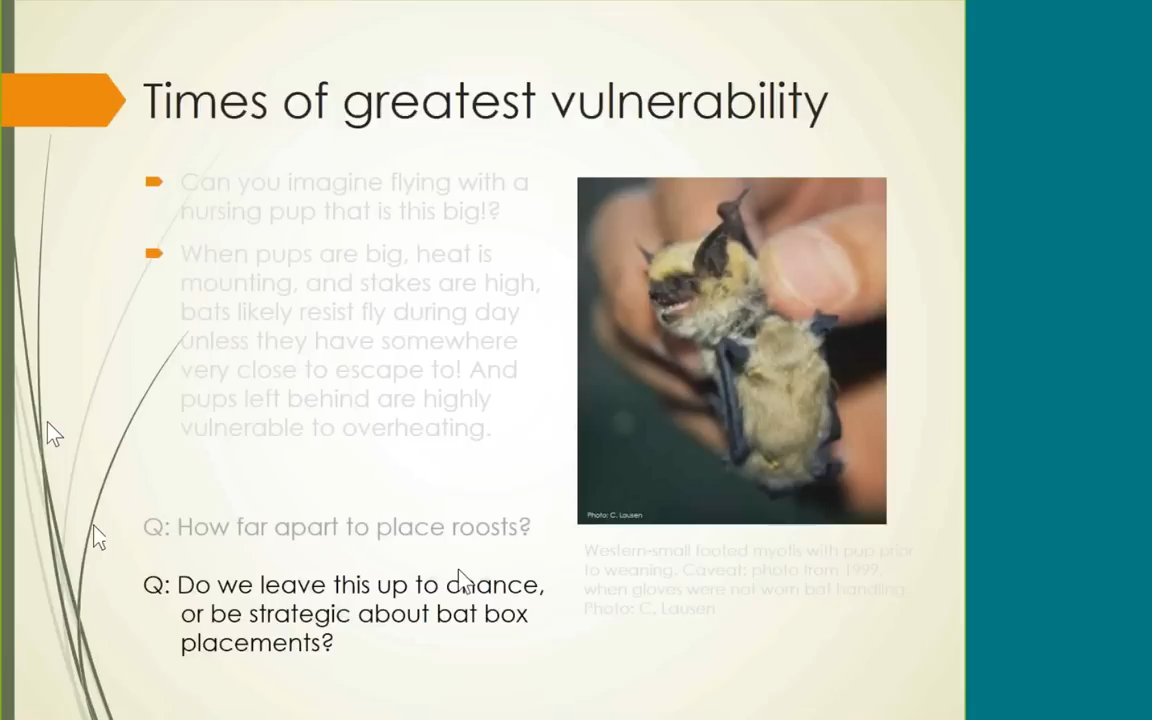 Times of greatest vulnerability
Can you imagine flying with a
nursing pup that is this big!?
When pups are big, heat is
mounting, and stakes are high,
bats likely resist fly during day
unless they have somewhere
very close to escape to! And
pups left behind are highly
vulnerable to overheating.
Q: How far apart to place roosts?
Q: Do we leave this up to chance,
or be strategic about bat box
placements?
Photo: C. Lausen
Western-small footed myotis with pup prior
to weaning. Caveat: photo from 1999,
when gloves were not worn bat handling.
Photo: C. Lausen